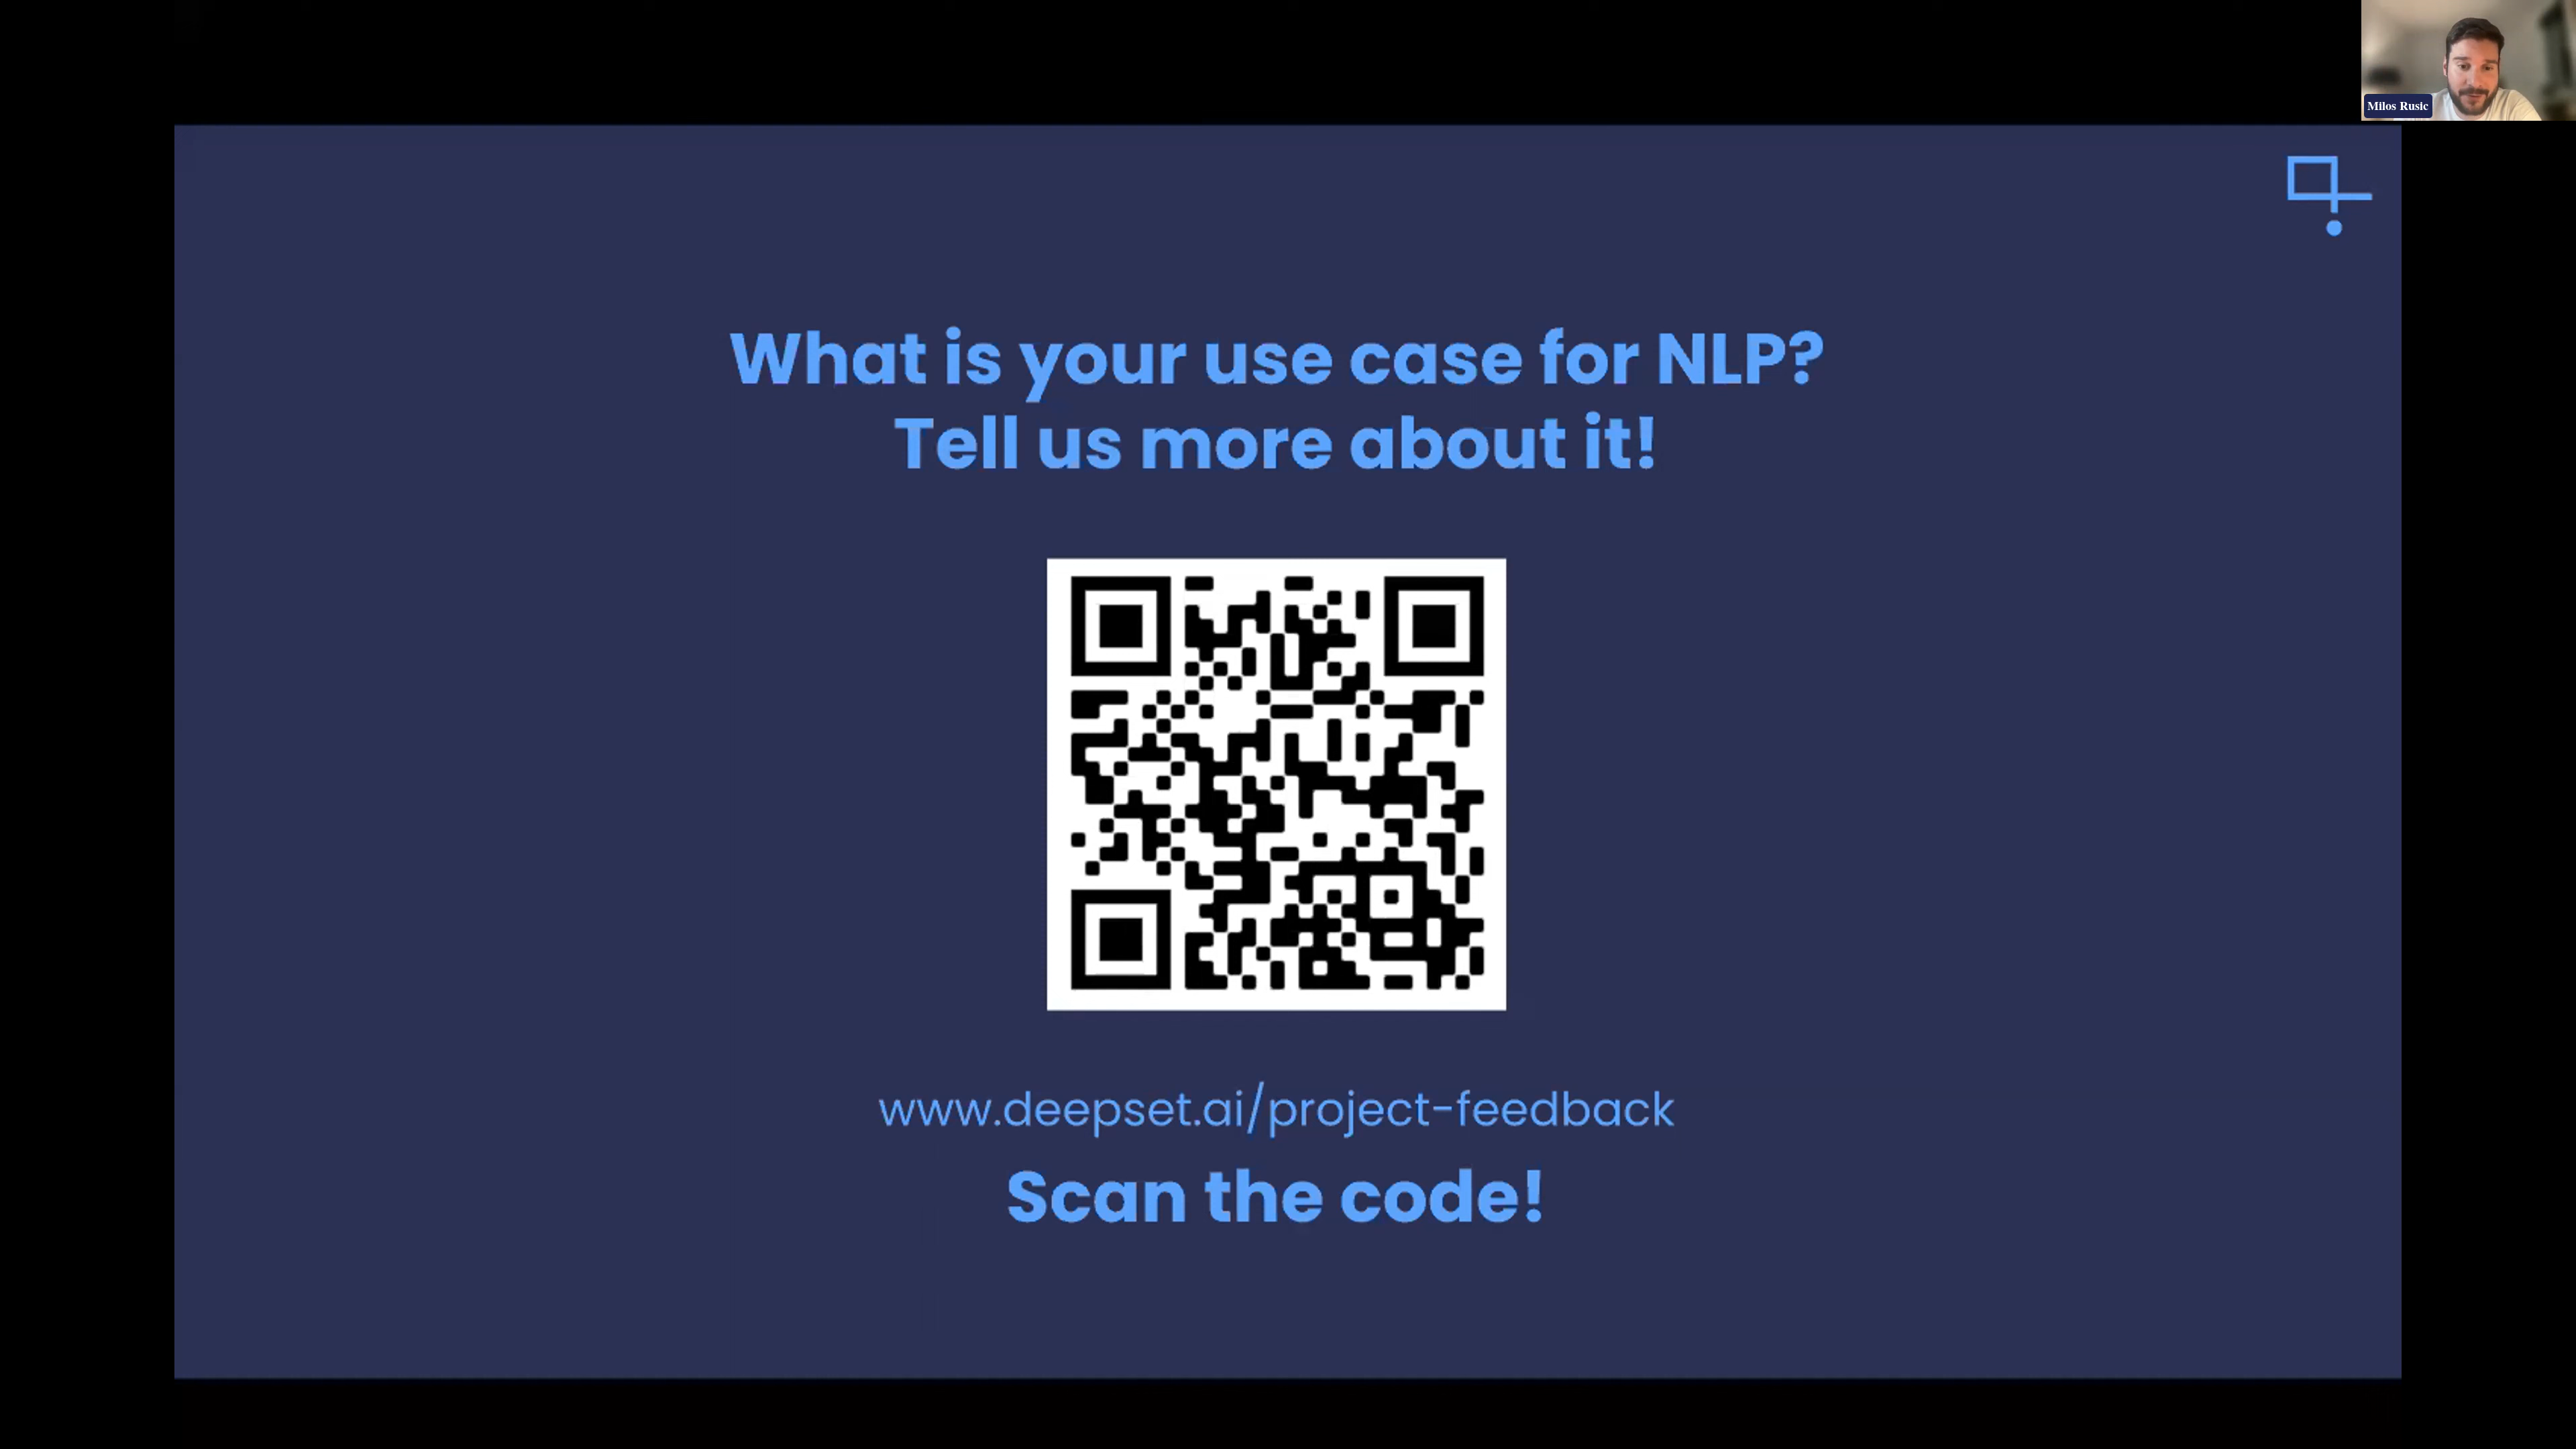 Milos Rusic
What is your use case for NLP?
Tell us more about it!
www.deepset.ai/project-feedback
Scan the code!